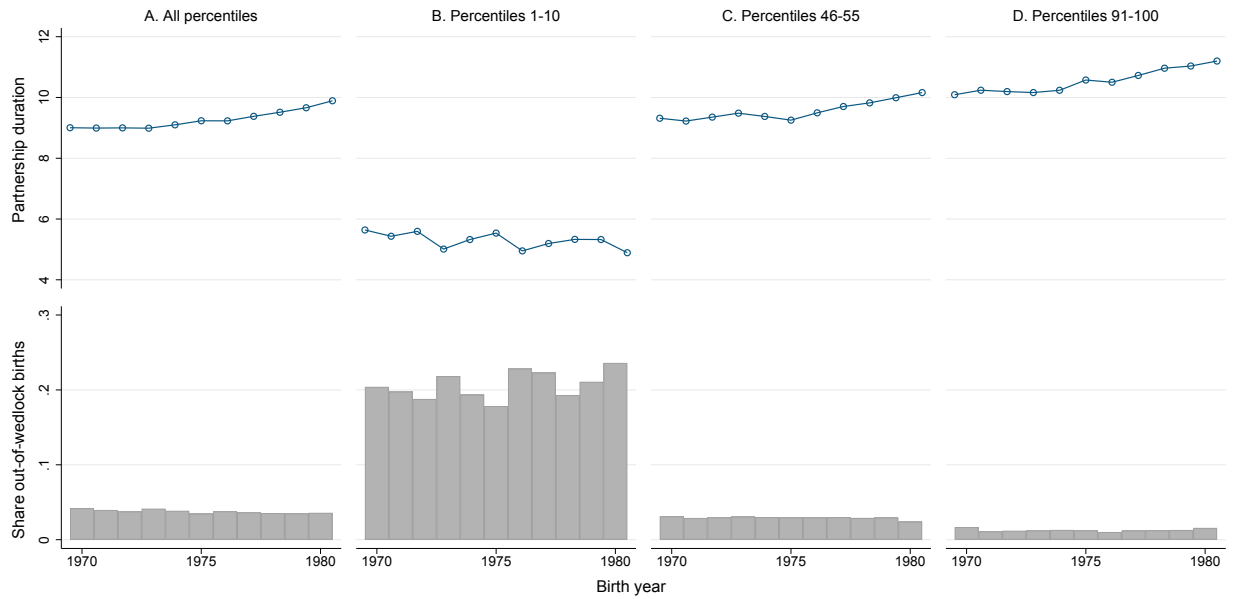 A. All percentiles
B. Percentiles 1-10
C. Percentiles 46-55
D. Percentiles 91-100
Partnership duration
12
10
8
6
4
Share out-of-wedlock births
.3
.2
.1
0
1970 1975 1980
1970 1975 1980
1970 1975 1980
1970 1975 1980
Birth year